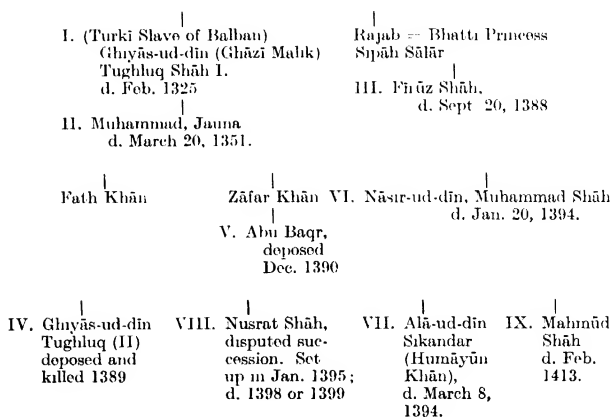 I. (Turki Slave of Balban)
Ghiyās-ud-dīn (Ghāzī Malık)
Tughluq Shāh I.
d. Feb. 1325
Rajab = Bhatti Princess
Sipāh Sālār
III. Fīrūz Shāh,
d. Sept 20, 1388
II. Muhammad, Jauna
d. March 20, 1351.
Fath Khān
Zāfar Khān
VI. Nāsır-ud-dīn, Muhammad Shāh
d. Jan. 20, 1394.
V. Abu Baqr,
deposed
Dec. 1390
IV. Ghıyās-ud-dīn
Tughluq (II)
deposed and
killed 1389
VIII. Nusrat Shāh,
disputed suc-
cession. Set
up in Jan. 1395;
d. 1398 or 1399
VII. Alā-ud-dīn
Sıkandar
(Humāyūn
Khān),
d. March 8,
1394.
IX. Mahmūd
Shāh
d. Feb.
1413.